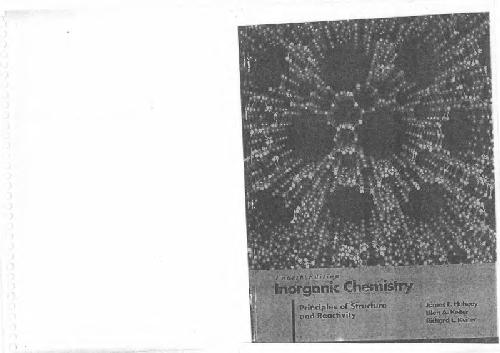 Fourth Edition
Inorganic Chemistry
Principles of Structure
and Reactivity
James E. Huheey
Ellen A. Keiter
Richard L. Keiter